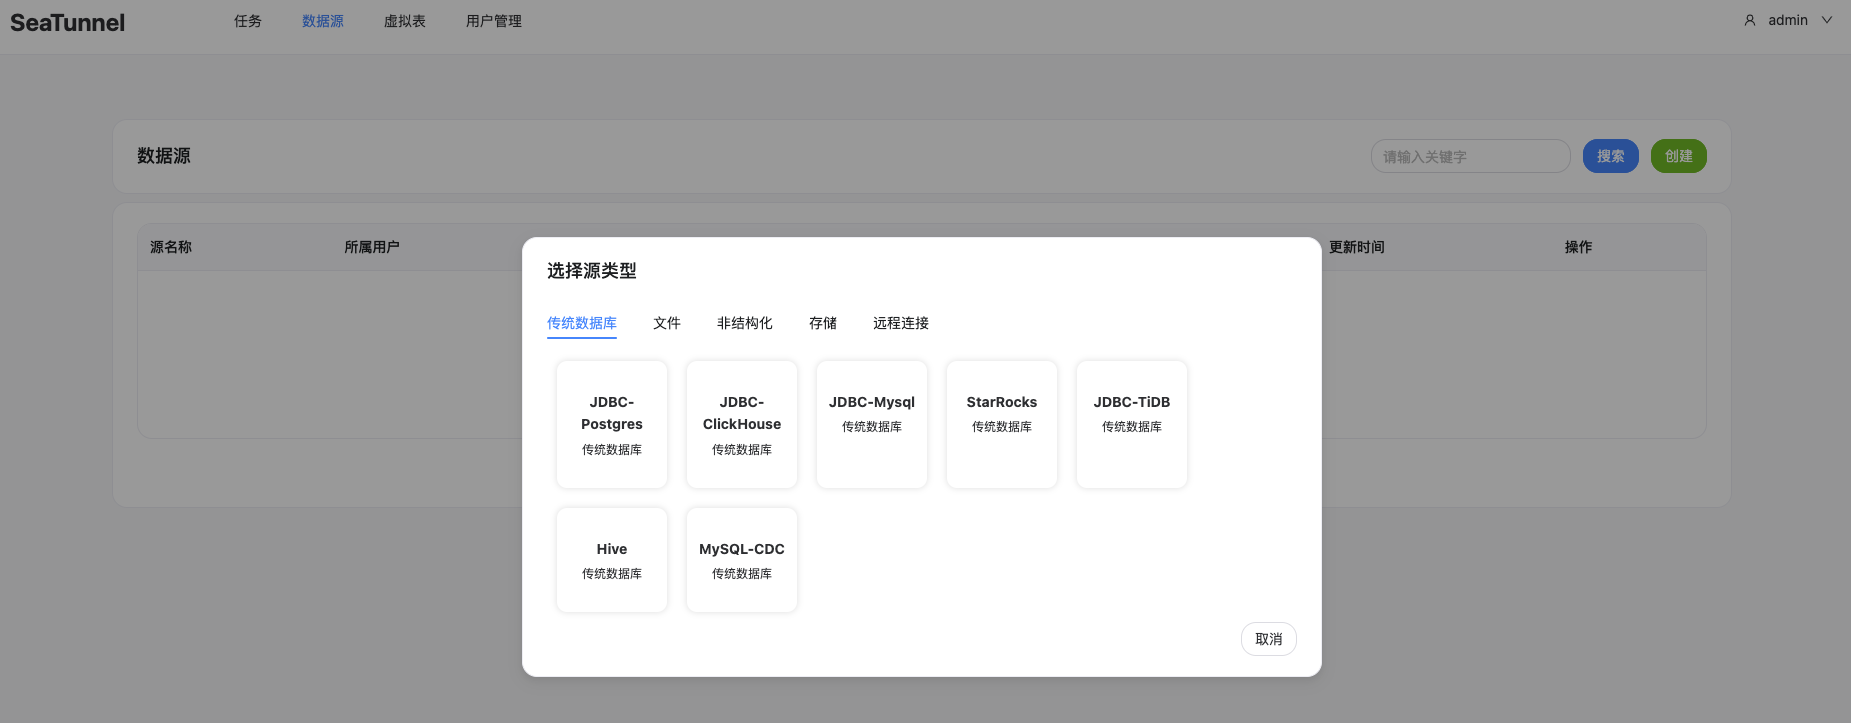 SeaTunnel
任务
数据源
虚拟表
用户管理
admin
数据源
请输入关键字
搜索
创建
源名称
所属用户
更新时间
操作
选择源类型
传统数据库
文件
非结构化
存储
远程连接
JDBC-
Postgres
传统数据库
JDBC-
ClickHouse
传统数据库
JDBC-Mysql
传统数据库
StarRocks
传统数据库
JDBC-TiDB
传统数据库
Hive
传统数据库
MySQL-CDC
传统数据库
取消